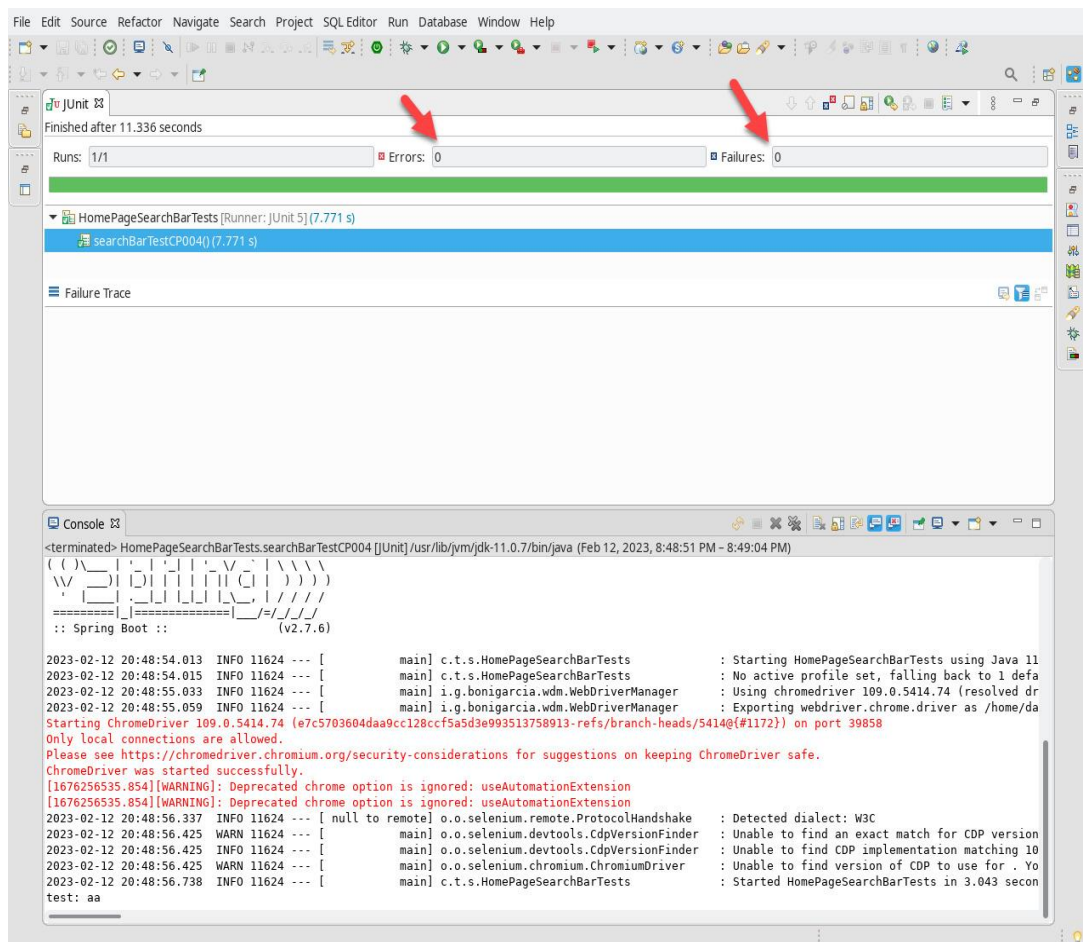 File Edit Source Refactor Navigate Search Project SQL Editor Run Database Window Help
JUnit
Finished after 11.336 seconds
Runs: 1/1 Errors: 0 Failures: 0
HomePageSearchBarTests [Runner: JUnit 5] (7.771 s)
searchBarTestCP004() (7.771 s)
Failure Trace
Console
<terminated> HomePageSearchBarTests.searchBarTestCP004 [JUnit] /usr/lib/jvm/jdk-11.0.7/bin/java (Feb 12, 2023, 8:48:51 PM – 8:49:04 PM)
( ( )\___ | '_ | '_| | '_ \/ _` | \ \ \ \
\\/ ___)| |_)| | | | | || (_| | ) ) ) )
' |____| .__|_| |_|_| |_\__, | / / / /
=========|_|==============|___/=/_/_/_/
:: Spring Boot :: (v2.7.6)
2023-02-12 20:48:54.013 INFO 11624 --- [ main] c.t.s.HomePageSearchBarTests : Starting HomePageSearchBarTests using Java 11
2023-02-12 20:48:54.015 INFO 11624 --- [ main] c.t.s.HomePageSearchBarTests : No active profile set, falling back to 1 defa
2023-02-12 20:48:55.033 INFO 11624 --- [ main] i.g.bonigarcia.wdm.WebDriverManager : Using chromedriver 109.0.5414.74 (resolved dr
2023-02-12 20:48:55.059 INFO 11624 --- [ main] i.g.bonigarcia.wdm.WebDriverManager : Exporting webdriver.chrome.driver as /home/da
Starting ChromeDriver 109.0.5414.74 (e7c5703604daa9cc128ccf5a5d3e993513758913-refs/branch-heads/5414@{#1172}) on port 39858
Only local connections are allowed.
Please see https://chromedriver.chromium.org/security-considerations for suggestions on keeping ChromeDriver safe.
ChromeDriver was started successfully.
[1676256535.854][WARNING]: Deprecated chrome option is ignored: useAutomationExtension
[1676256535.854][WARNING]: Deprecated chrome option is ignored: useAutomationExtension
2023-02-12 20:48:56.337 INFO 11624 --- [ null to remote] o.o.selenium.remote.ProtocolHandshake : Detected dialect: W3C
2023-02-12 20:48:56.425 WARN 11624 --- [ main] o.o.selenium.devtools.CdpVersionFinder : Unable to find an exact match for CDP version
2023-02-12 20:48:56.425 INFO 11624 --- [ main] o.o.selenium.devtools.CdpVersionFinder : Unable to find CDP implementation matching 10
2023-02-12 20:48:56.425 WARN 11624 --- [ main] o.o.selenium.chromium.ChromiumDriver : Unable to find version of CDP to use for . Yo
2023-02-12 20:48:56.738 INFO 11624 --- [ main] c.t.s.HomePageSearchBarTests : Started HomePageSearchBarTests in 3.043 secon
test: aa